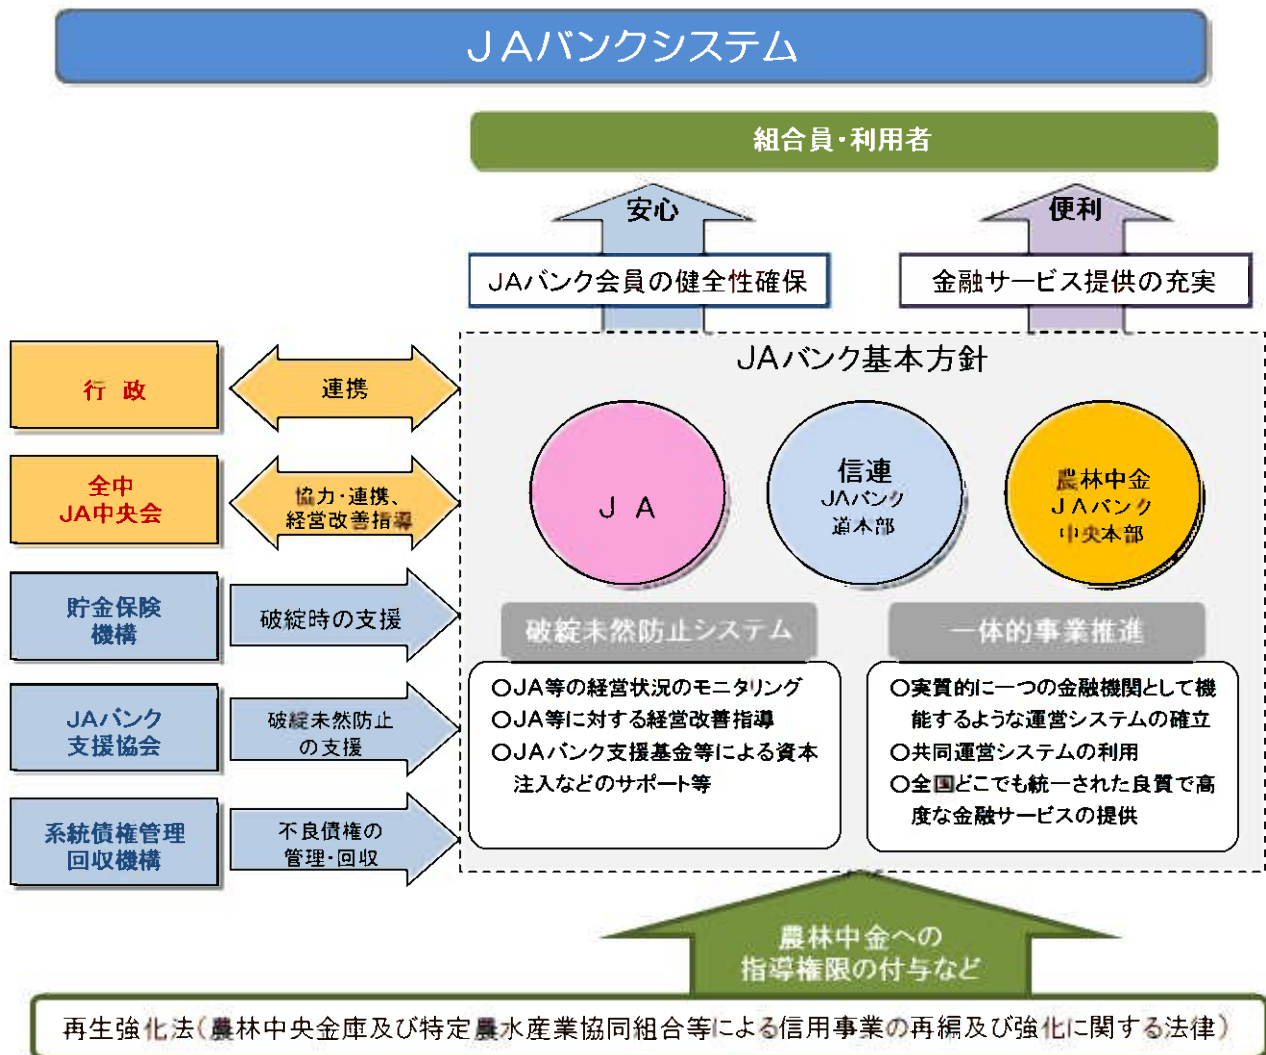 JAバンクシステム
組合員・利用者
安心
便利
JAバンク会員の健全性確保
金融サービス提供の充実
JAバンク基本方針
行 政
連携
全中
JA中央会
協力・連携、
経営改善指導
貯金保険
機構
破綻時の支援
JAバンク
支援協会
破綻未然防止
の支援
系統債権管理
回収機構
不良債権の
管理・回収
JA
信連
JAバンク
道本部
農林中金
JAバンク
中央本部
破綻未然防止システム
○JA等の経営状況のモニタリング
○JA等に対する経営改善指導
○JAバンク支援基金等による資本
注入などのサポート等
一体的事業推進
○実質的に一つの金融機関として機
能するような運営システムの確立
○共同運営システムの利用
○全国どこでも統一された良質で高
度な金融サービスの提供
農林中金への
指導権限の付与など
再生強化法(農林中央金庫及び特定農水産業協同組合等による信用事業の再編及び強化に関する法律)